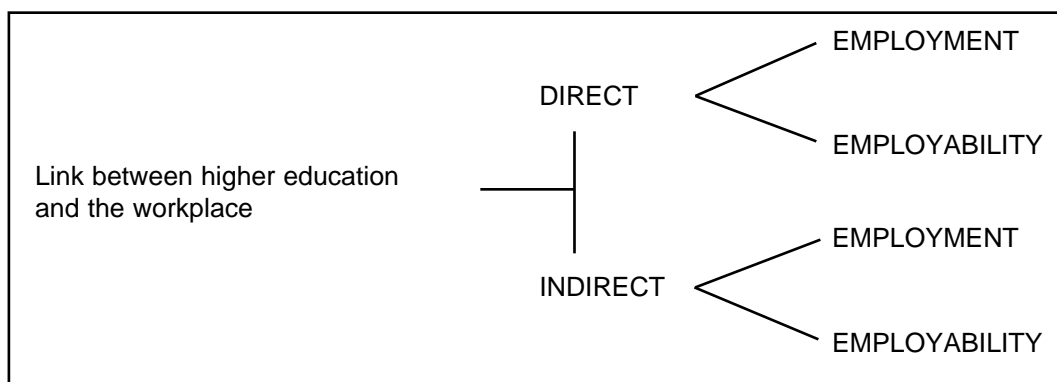 EMPLOYMENT
DIRECT
EMPLOYABILITY
Link between higher education
and the workplace
EMPLOYMENT
INDIRECT
EMPLOYABILITY